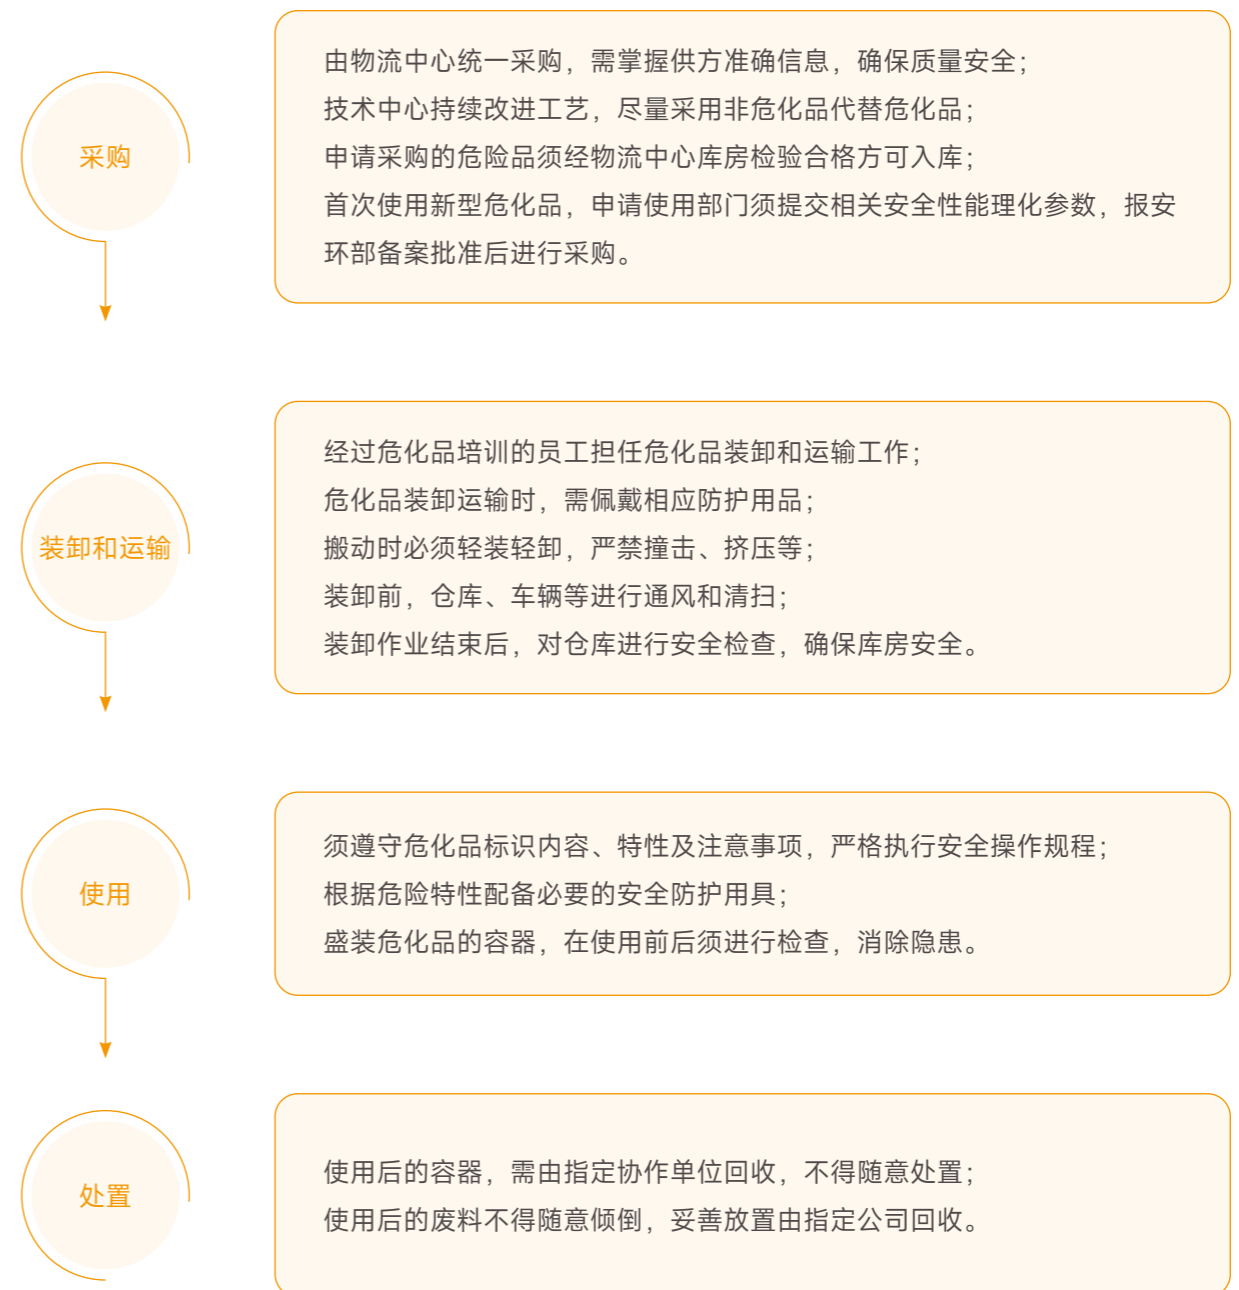 采购
由物流中心统一采购，需掌握供方准确信息，确保质量安全；
技术中心持续改进工艺，尽量采用非危化品代替危化品；
申请采购的危险品须经物流中心库房检验合格方可入库；
首次使用新型危化品，申请使用部门须提交相关安全性能理化参数，报安
环部备案批准后进行采购。
装卸和运输
经过危化品培训的员工担任危化品装卸和运输工作；
危化品装卸运输时，需佩戴相应防护用品；
搬动时必须轻装轻卸，严禁撞击、挤压等；
装卸前，仓库、车辆等进行通风和清扫；
装卸作业结束后，对仓库进行安全检查，确保库房安全。
使用
须遵守危化品标识内容、特性及注意事项，严格执行安全操作规程；
根据危险特性配备必要的安全防护用具；
盛装危化品的容器，在使用前后须进行检查，消除隐患。
处置
使用后的容器，需由指定协作单位回收，不得随意处置；
使用后的废料不得随意倾倒，妥善放置由指定公司回收。